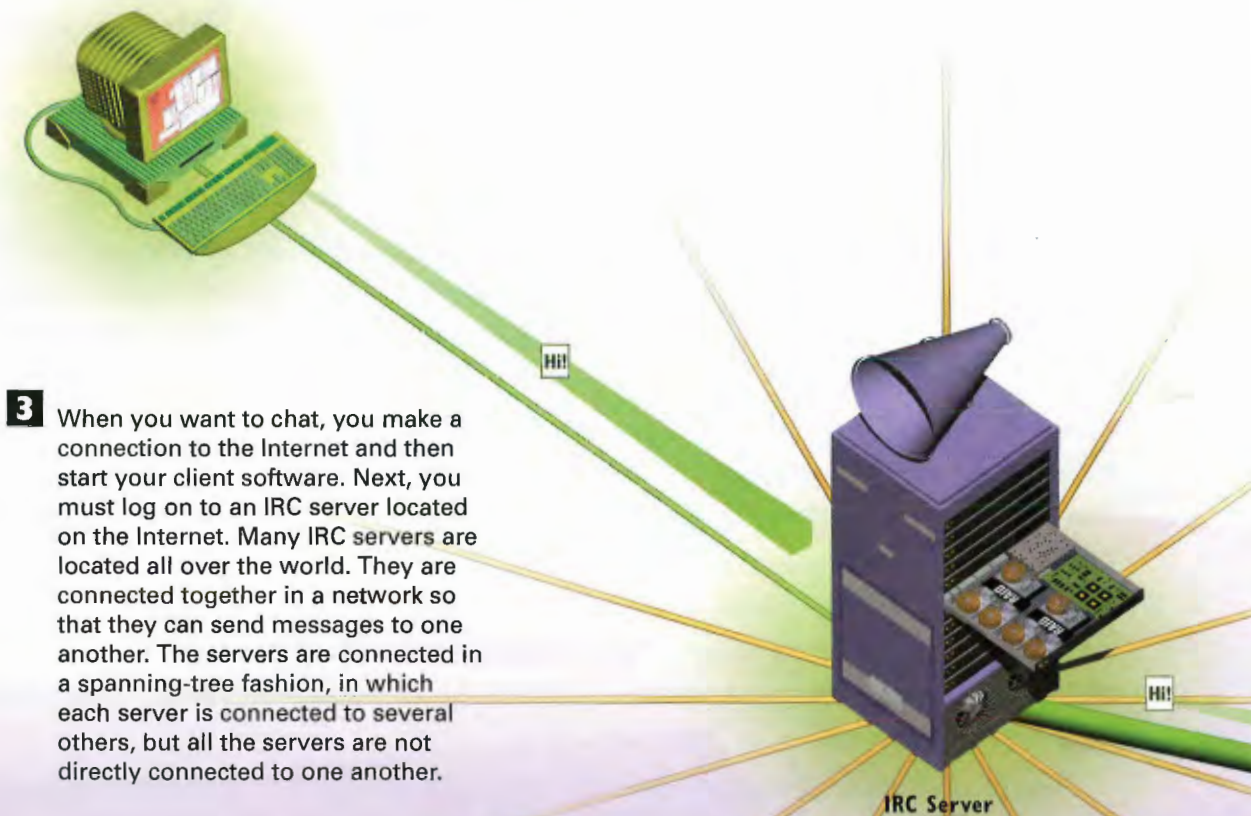 Hi!
3 When you want to chat, you make a
connection to the Internet and then
start your client software. Next, you
must log on to an IRC server located
on the Internet. Many IRC servers are
located all over the world. They are
connected together in a network so
that they can send messages to one
another. The servers are connected in
a spanning-tree fashion, in which
each server is connected to several
others, but all the servers are not
directly connected to one another.
RAID
RAID
Hi!
IRC Server